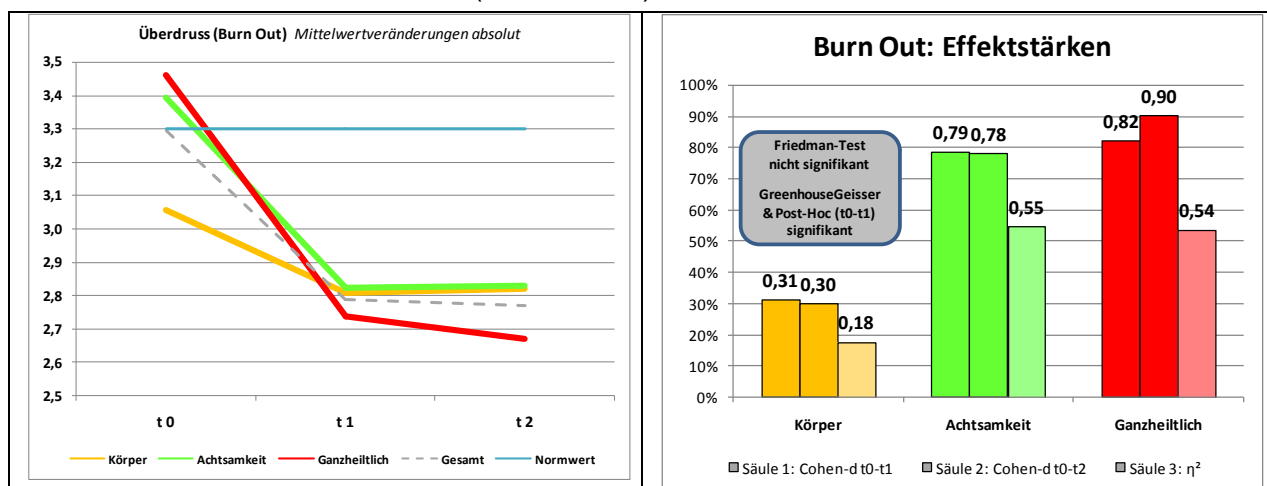 Überdruss (Burn Out) Mittelwertveränderungen absolut
3,5
3,4
3,3
3,2
3,1
3,0
2,9
2,8
2,7
2,6
2,5
t 0 t 1 t 2
Körper Achtsamkeit Ganzheiltlich Gesamt Normwert
Burn Out: Effektstärken
100%
90%
80%
70%
60%
50%
40%
30%
20%
10%
0%
Friedman-Test
nicht signifikant
GreenhouseGeisser
& Post-Hoc (t0-t1)
signifikant
0,31 0,30 0,18
0,79 0,78 0,55
0,82 0,90 0,54
Körper Achtsamkeit Ganzheiltlich
Säule 1: Cohen-d t0-t1 Säule 2: Cohen-d t0-t2 Säule 3: η²